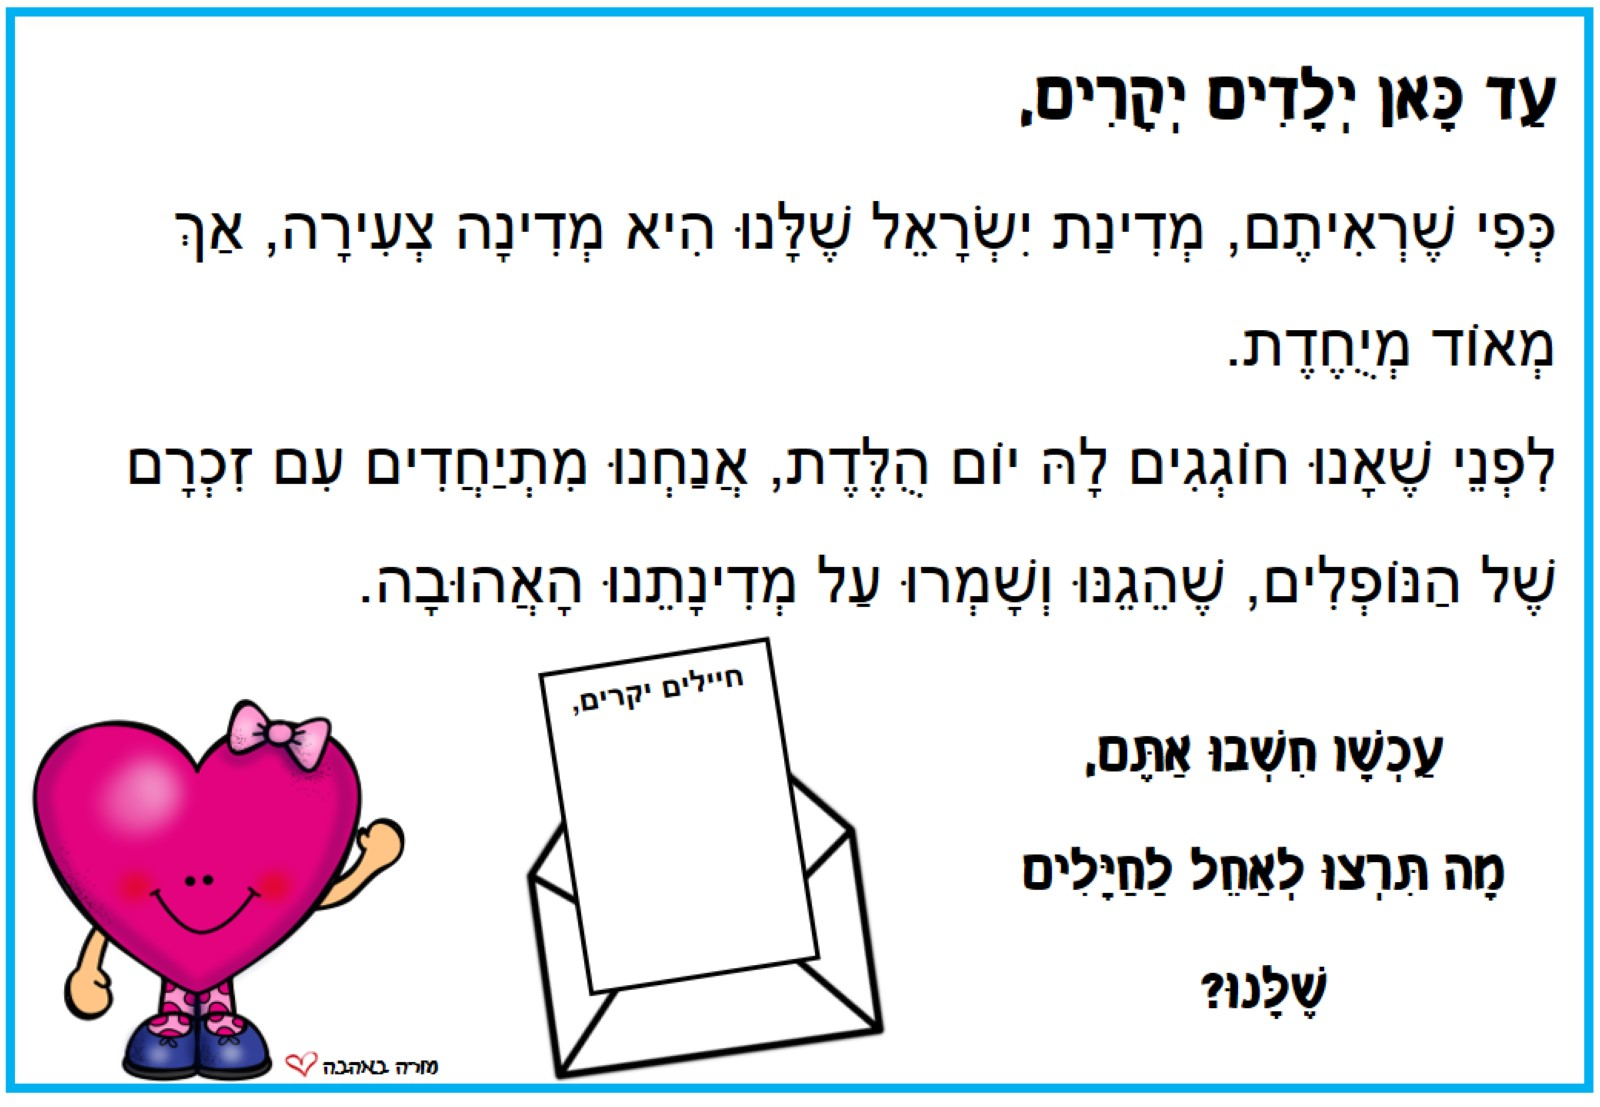 עַד כָּאן יְלָדִים יְקָרִים,
כְּפִי שֶׁרְאִיתֶם, מְדִינַת יִשְׂרָאֵל שֶׁלָּנוּ הִיא מְדִינָה צְעִירָה, אַךְ
מְאוֹד מְיֻחֶדֶת.
לִפְנֵי שֶׁאָנוּ חוֹגְגִים לָהּ יוֹם הֻלֶּדֶת, אֲנַחְנוּ מִתְיַחֲדִים עִם זִכְרָם
שֶׁל הַנּוֹפְלִים, שֶׁהֵגֵנּוּ וְשָׁמְרוּ עַל מְדִינָתֵנוּ הָאֲהוּבָה.
חיילים יקרים,
עַכְשָׁו חִשְׁבוּ אַתֶּם,
מָה תִּרְצוּ לְאַחֵל לַחַיָּלִים
שֶׁלָּנוּ?
מורה באהבה